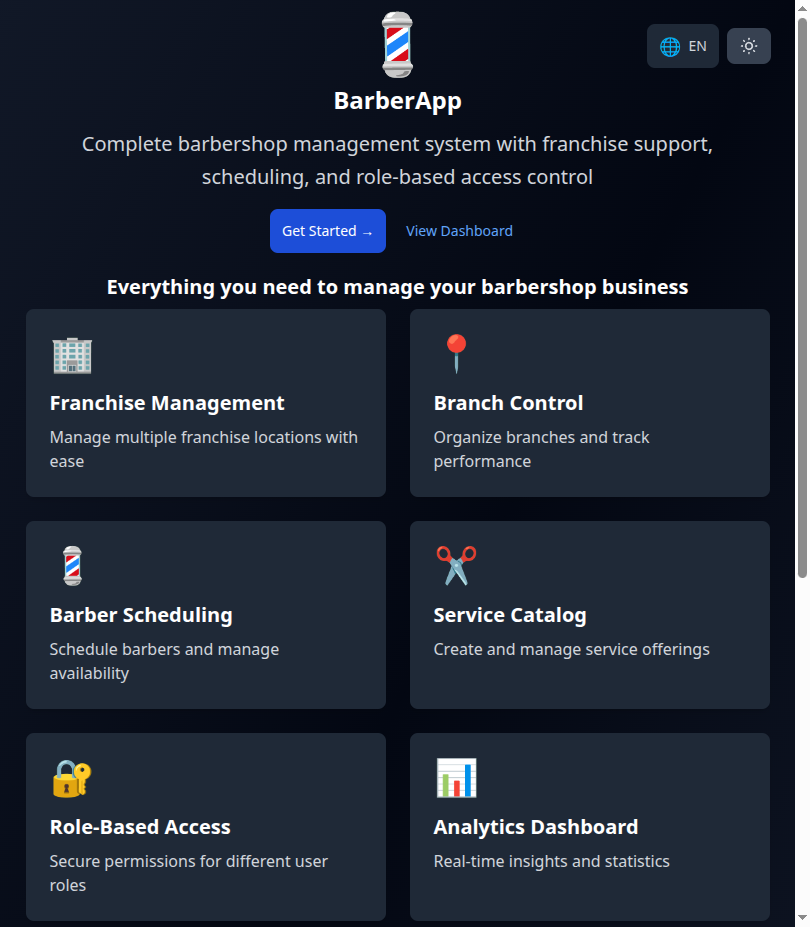 EN
BarberApp
Complete barbershop management system with franchise support,
scheduling, and role-based access control
Get Started →
View Dashboard
Everything you need to manage your barbershop business
Franchise Management
Manage multiple franchise locations with
ease
Branch Control
Organize branches and track
performance
Barber Scheduling
Schedule barbers and manage
availability
Service Catalog
Create and manage service offerings
Role-Based Access
Secure permissions for different user
roles
Analytics Dashboard
Real-time insights and statistics